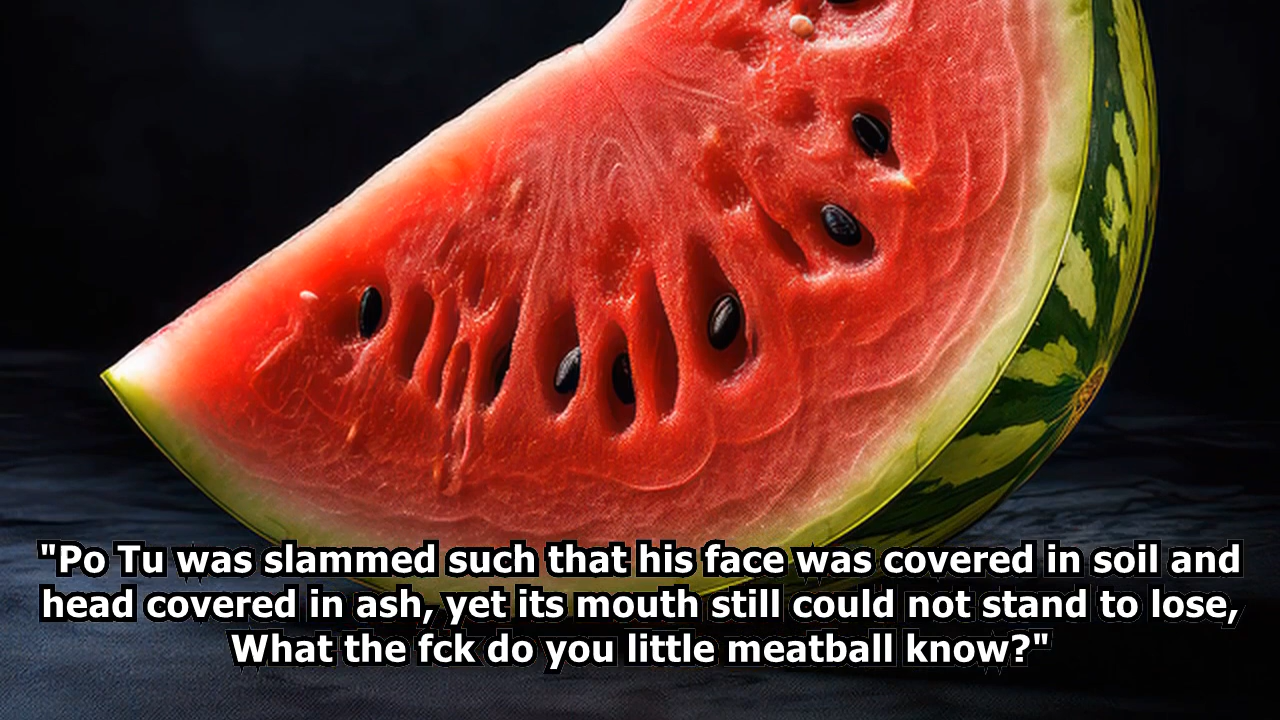 "Po Tu was slammed such that his face was covered in soil and
head covered in ash, yet its mouth still could not stand to lose,
What the fck do you little meatball know?"